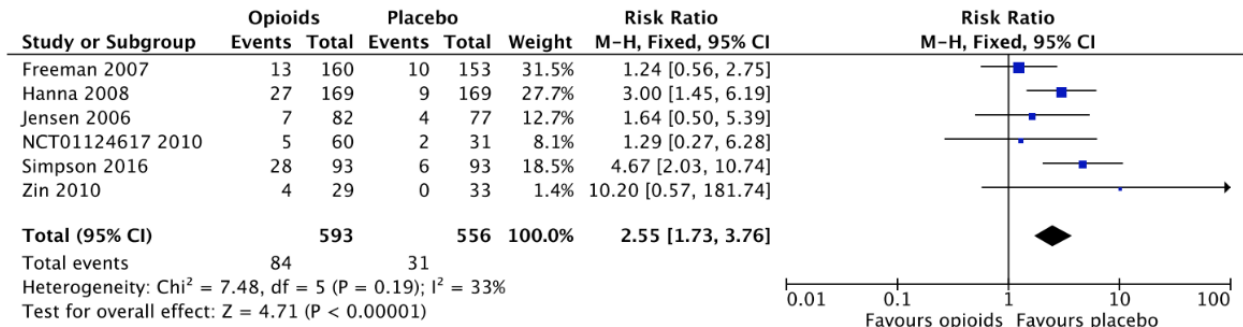 Opioids Placebo Risk Ratio Risk Ratio
Study or Subgroup Events Total Events Total Weight M-H, Fixed, 95% CI M-H, Fixed, 95% CI
Freeman 2007 13 160 10 153 31.5% 1.24 [0.56, 2.75]
Hanna 2008 27 169 9 169 27.7% 3.00 [1.45, 6.19]
Jensen 2006 7 82 4 77 12.7% 1.64 [0.50, 5.39]
NCT01124617 2010 5 60 2 31 8.1% 1.29 [0.27, 6.28]
Simpson 2016 28 93 6 93 18.5% 4.67 [2.03, 10.74]
Zin 2010 4 29 0 33 1.4% 10.20 [0.57, 181.74]
Total (95% CI) 593 556 100.0% 2.55 [1.73, 3.76]
Total events 84 31
Heterogeneity: Chi² = 7.48, df = 5 (P = 0.19); I² = 33%
Test for overall effect: Z = 4.71 (P < 0.00001)
0.01 0.1 1 10 100
Favours opioids Favours placebo